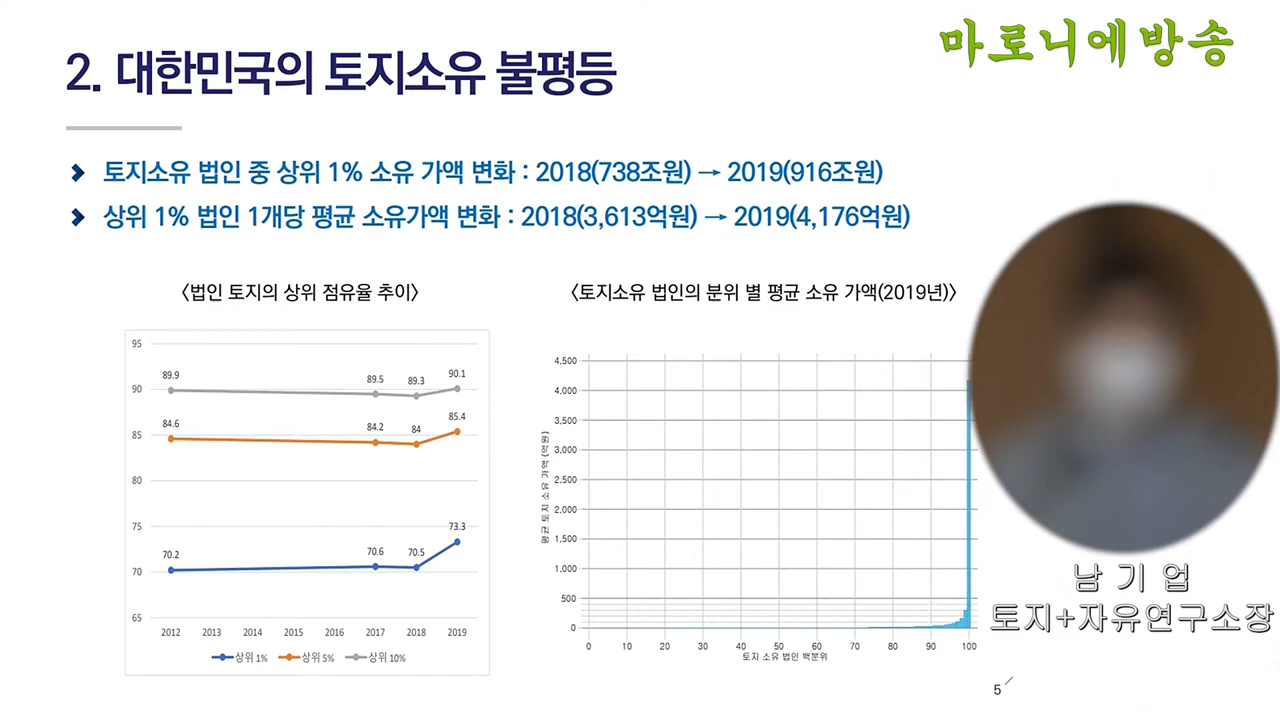 마로니에방송
2. 대한민국의 토지소유 불평등
토지소유 법인 중 상위 1% 소유 가액 변화 : 2018(738조원) → 2019(916조원)
상위 1% 법인 1개당 평균 소유가액 변화 : 2018(3,613억원) → 2019(4,176억원)
〈법인 토지의 상위 점유율 추이〉
95
90
85
80
75
70
65
89.9
89.5
89.3
90.1
84.6
84.2
84
85.4
70.2
70.6
70.5
73.3
2012 2013 2014 2015 2016 2017 2018 2019
상위 1% 상위 5% 상위 10%
〈토지소유 법인의 분위 별 평균 소유 가액(2019년)〉
평균 토지 소유 가액 (억원)
4,500
4,000
3,500
3,000
2,500
2,000
1,500
1,000
500
0
0 10 20 30 40 50 60 70 80 90 100
토지 소유 법인 백분위
남 기 업
토지+자유연구소장
5